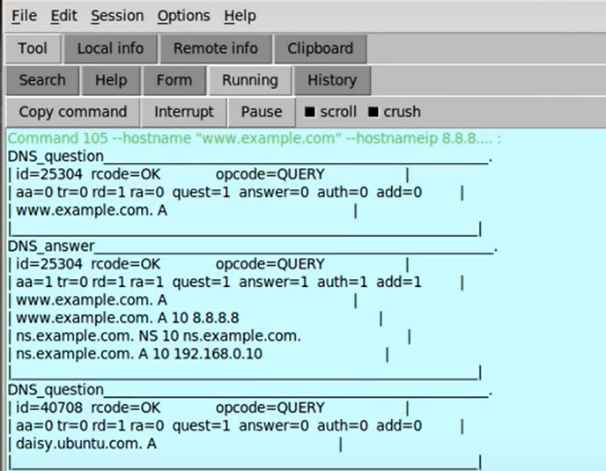 File Edit Session Options Help
Tool Local info Remote info Clipboard
Search Help Form Running History
Copy command Interrupt Pause scroll crush
Command 105 --hostname "www.example.com" --hostnameip 8.8.8.... :
DNS_question_________________________________________________.
| id=25304 rcode=OK opcode=QUERY |
| aa=0 tr=0 rd=1 ra=0 quest=1 answer=0 auth=0 add=0 |
| www.example.com. A |
|____________________________________________________________|
DNS_answer___________________________________________________.
| id=25304 rcode=OK opcode=QUERY |
| aa=1 tr=0 rd=1 ra=1 quest=1 answer=1 auth=1 add=1 |
| www.example.com. A |
| www.example.com. A 10 8.8.8.8 |
| ns.example.com. NS 10 ns.example.com. |
| ns.example.com. A 10 192.168.0.10 |
|____________________________________________________________|
DNS_question_________________________________________________.
| id=40708 rcode=OK opcode=QUERY |
| aa=0 tr=0 rd=1 ra=0 quest=1 answer=0 auth=0 add=0 |
| daisy.ubuntu.com. A |
|____________________________________________________________|